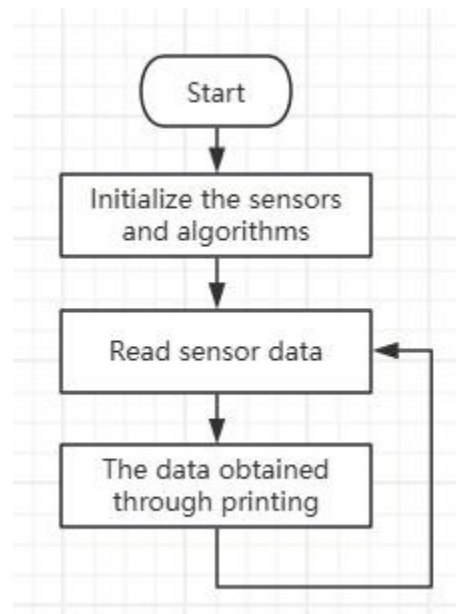 Start
Initialize the sensors
and algorithms
Read sensor data
The data obtained
through printing